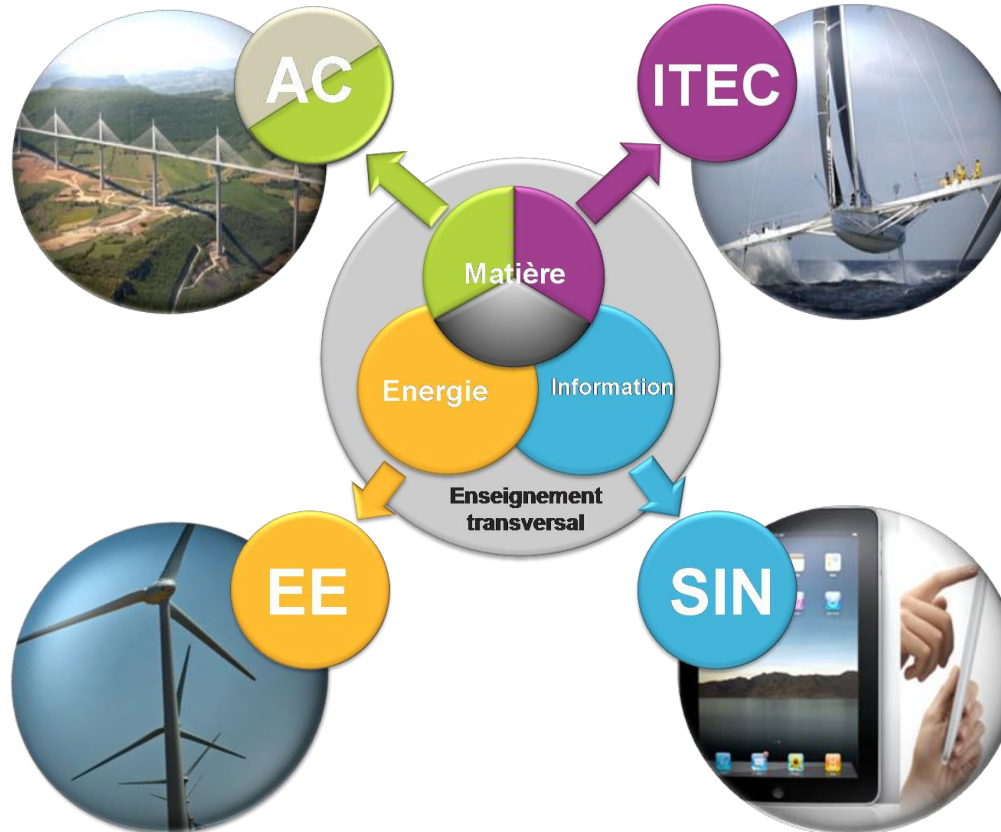 AC
ITEC
Matière
Energie
Information
Enseignement
transversal
EE
SIN